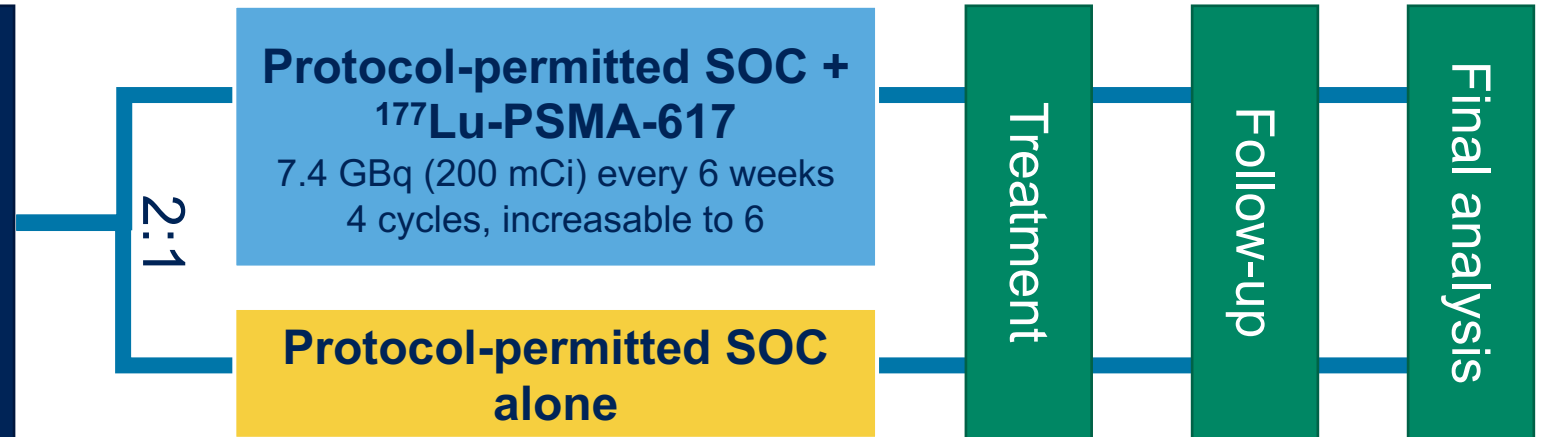 2:1
Protocol-permitted SOC +
¹⁷⁷Lu-PSMA-617
7.4 GBq (200 mCi) every 6 weeks
4 cycles, increasable to 6
Protocol-permitted SOC
alone
Treatment
Follow-up
Final analysis